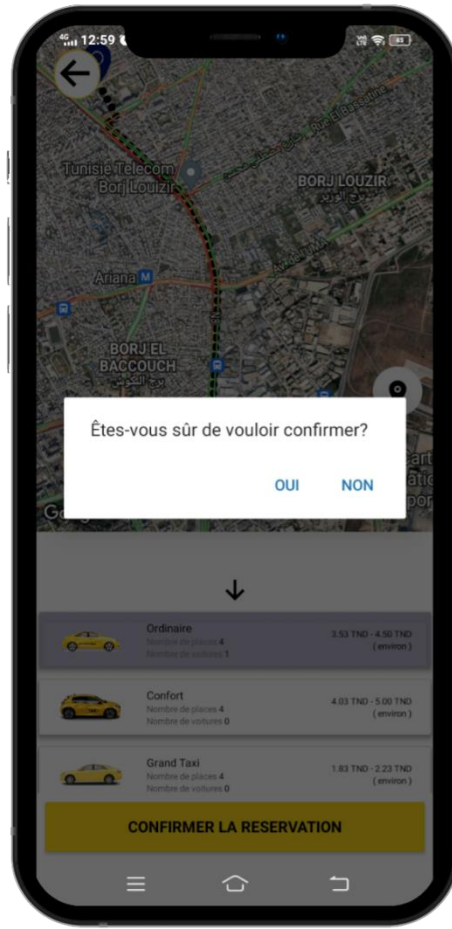 4G 12:59
85
Tunisie Telecom
Borj Louizir
BORJ LOUZIR
برج الوزير
Ariana M
BORJ EL
BACCOUCH
برج البكوش
Êtes-vous sûr de vouloir confirmer?
OUI NON
Ordinaire
Nombre de places 4
Nombre de voitures 1
3.53 TND - 4.50 TND
( environ )
Confort
Nombre de places 4
Nombre de voitures 0
4.03 TND - 5.00 TND
( environ )
Grand Taxi
Nombre de places 4
Nombre de voitures 0
1.83 TND - 2.23 TND
( environ )
CONFIRMER LA RESERVATION